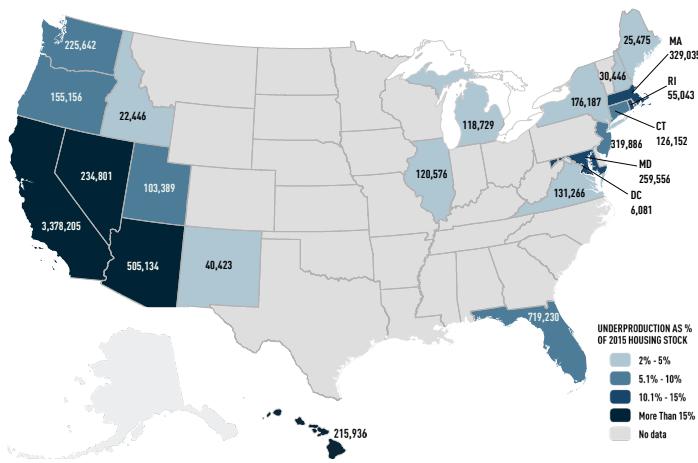 25,475
MA
329,035
225,642
30,446
RI
55,043
155,156
22,446
176,187
118,729
CT
126,152
319,886
MD
259,556
234,801
103,389
120,576
131,266
DC
6,081
3,378,205
505,134
40,423
719,230
UNDERPRODUCTION AS %
OF 2015 HOUSING STOCK
2% - 5%
5.1% - 10%
10.1% - 15%
More Than 15%
No data
215,936